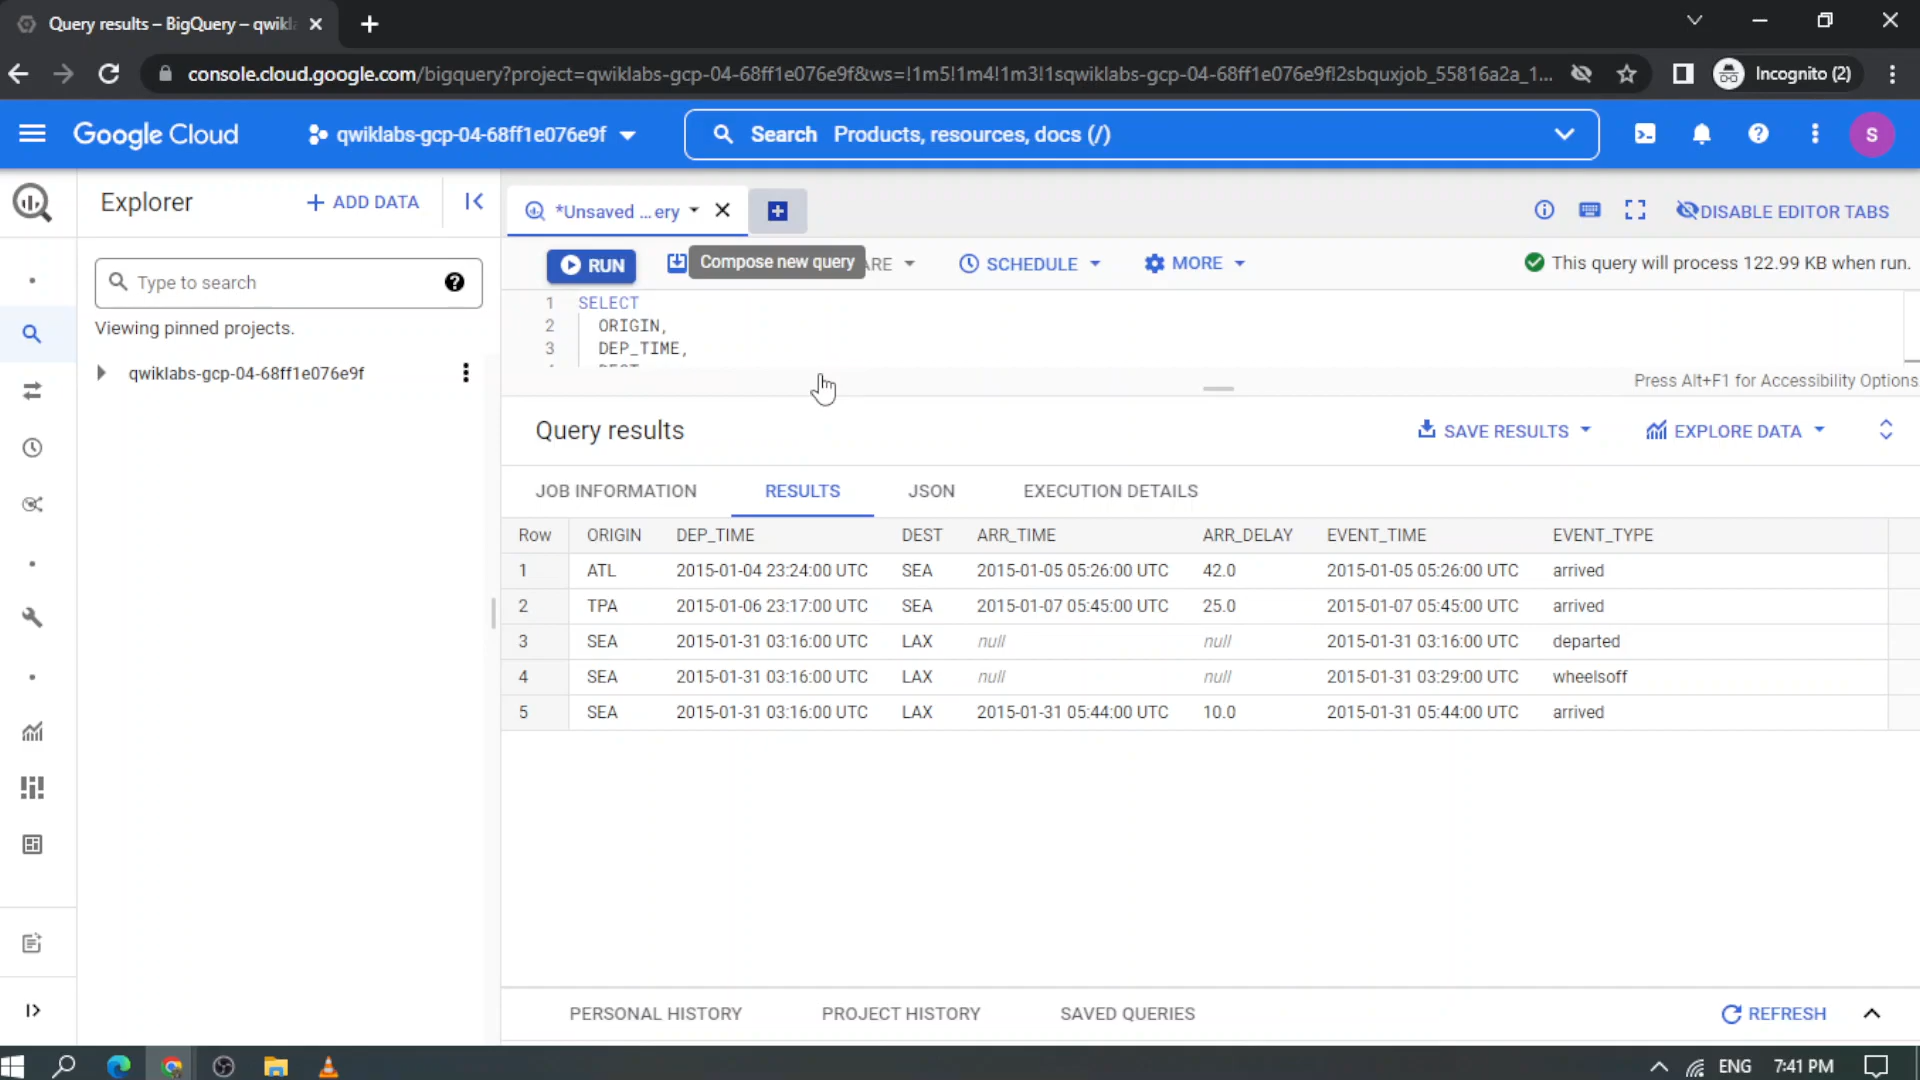 Query results – BigQuery – qwikl
console.cloud.google.com/bigquery?project=qwiklabs-gcp-04-68ff1e076e9f&ws=!1m5!1m4!1m3!1sqwiklabs-gcp-04-68ff1e076e9f!2sbquxjob_55816a2a_1...
Incognito (2)
Google Cloud
qwiklabs-gcp-04-68ff1e076e9f
Search Products, resources, docs (/)
S
Explorer
+ ADD DATA
*Unsaved ...ery
DISABLE EDITOR TABS
RUN
Compose new query
ARE
SCHEDULE
MORE
This query will process 122.99 KB when run.
Type to search
Viewing pinned projects.
qwiklabs-gcp-04-68ff1e076e9f
1 SELECT
2 ORIGIN,
3 DEP_TIME,
Press Alt+F1 for Accessibility Options
Query results
SAVE RESULTS
EXPLORE DATA
JOB INFORMATION RESULTS JSON EXECUTION DETAILS
Row ORIGIN DEP_TIME DEST ARR_TIME ARR_DELAY EVENT_TIME EVENT_TYPE
1 ATL 2015-01-04 23:24:00 UTC SEA 2015-01-05 05:26:00 UTC 42.0 2015-01-05 05:26:00 UTC arrived
2 TPA 2015-01-06 23:17:00 UTC SEA 2015-01-07 05:45:00 UTC 25.0 2015-01-07 05:45:00 UTC arrived
3 SEA 2015-01-31 03:16:00 UTC LAX null null 2015-01-31 03:16:00 UTC departed
4 SEA 2015-01-31 03:16:00 UTC LAX null null 2015-01-31 03:29:00 UTC wheelsoff
5 SEA 2015-01-31 03:16:00 UTC LAX 2015-01-31 05:44:00 UTC 10.0 2015-01-31 05:44:00 UTC arrived
PERSONAL HISTORY PROJECT HISTORY SAVED QUERIES
REFRESH
ENG 7:41 PM